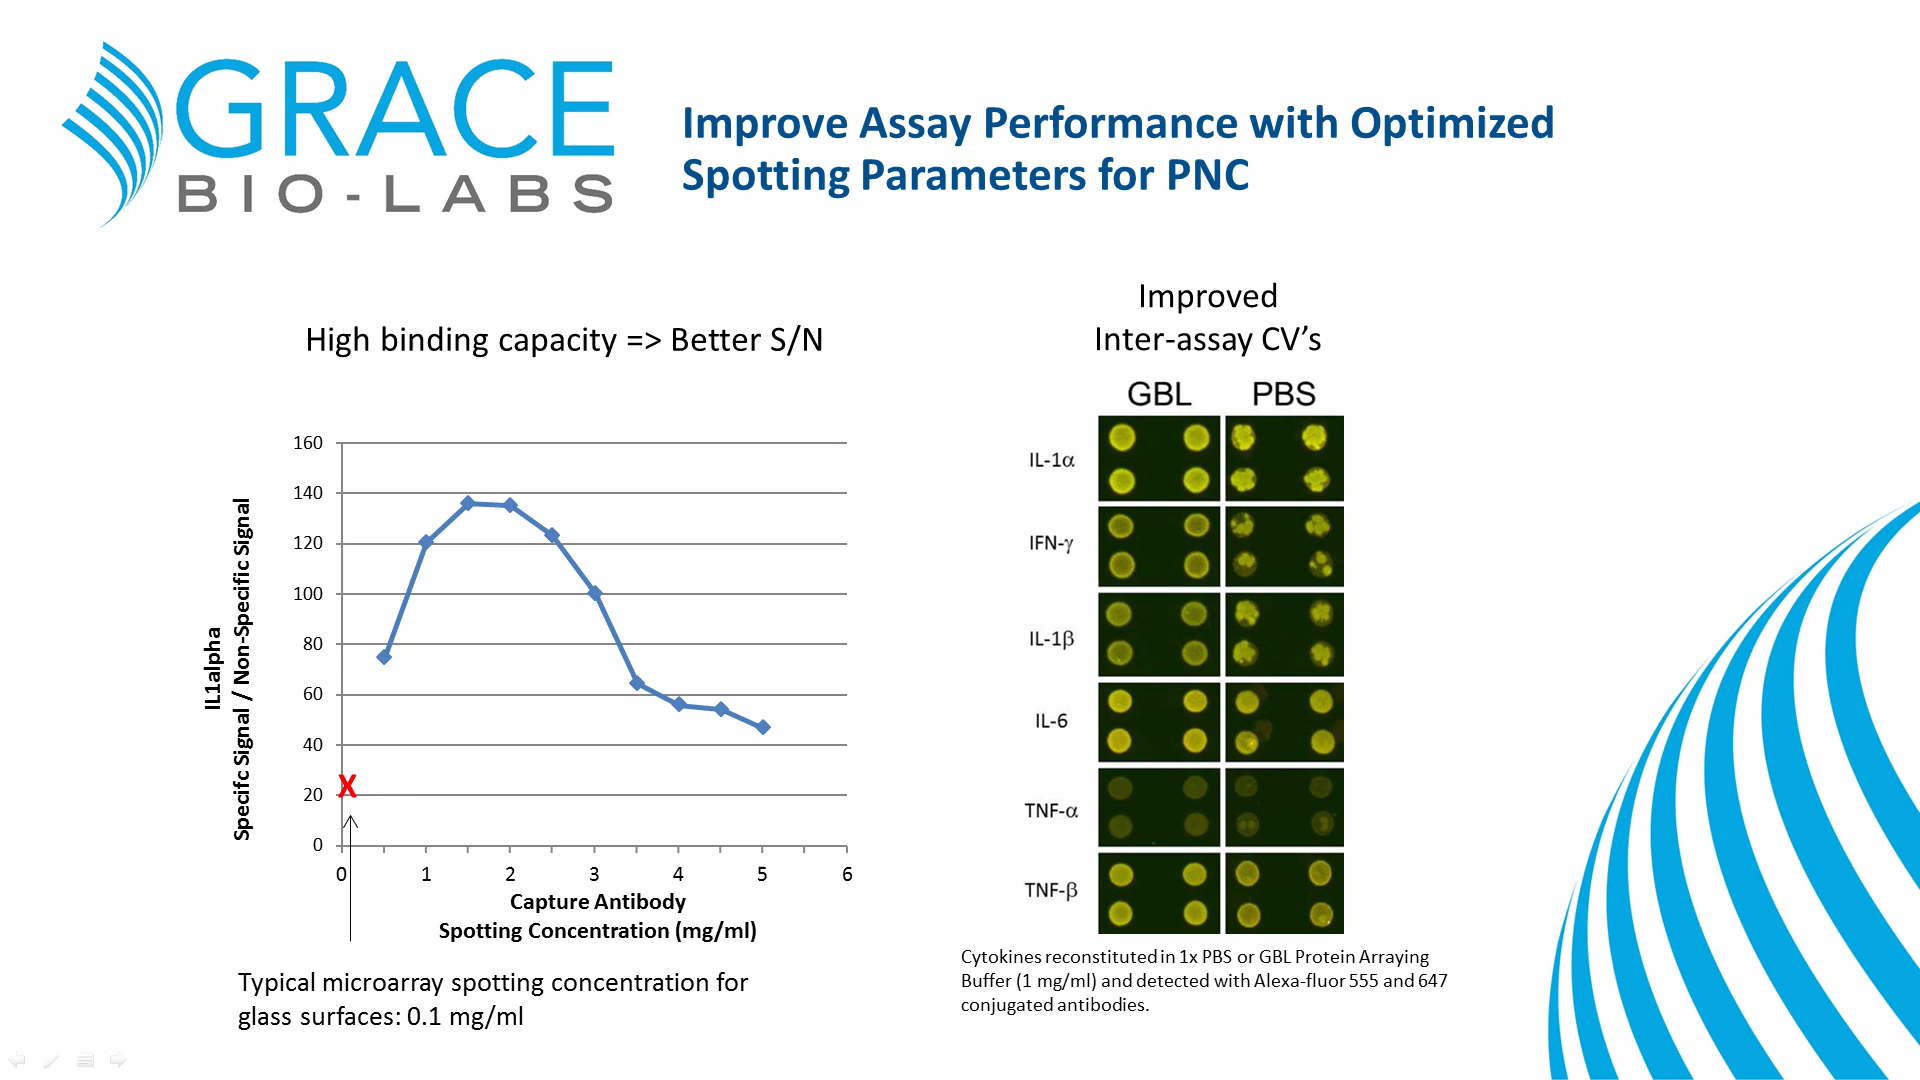 GRACE
BIO-LABS
Improve Assay Performance with Optimized
Spotting Parameters for PNC
High binding capacity => Better S/N
160
140
120
100
80
60
40
20
0
IL1alpha
Specifc Signal / Non-Specific Signal
X
0 1 2 3 4 5 6
Capture Antibody
Spotting Concentration (mg/ml)
Typical microarray spotting concentration for
glass surfaces: 0.1 mg/ml
Improved
Inter-assay CV’s
GBL PBS
IL-1α
IFN-γ
IL-1β
IL-6
TNF-α
TNF-β
Cytokines reconstituted in 1x PBS or GBL Protein Arraying
Buffer (1 mg/ml) and detected with Alexa-fluor 555 and 647
conjugated antibodies.